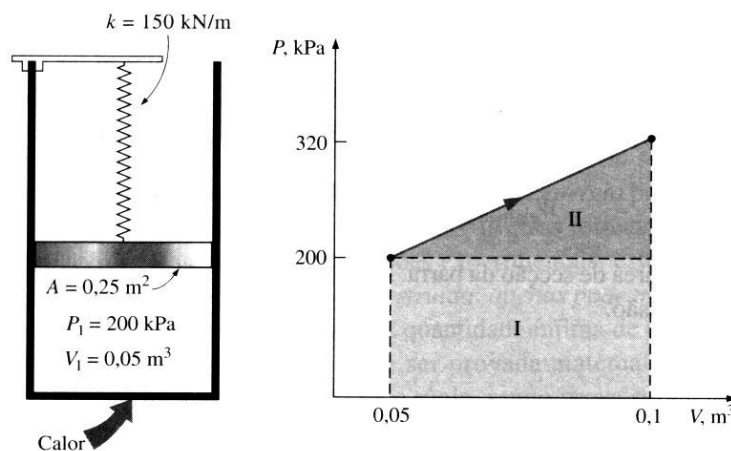 k = 150 kN/m
A = 0,25 m²
P₁ = 200 kPa
V₁ = 0,05 m³
Calor
P, kPa
320
200
II
I
0,05
0,1
V, m³